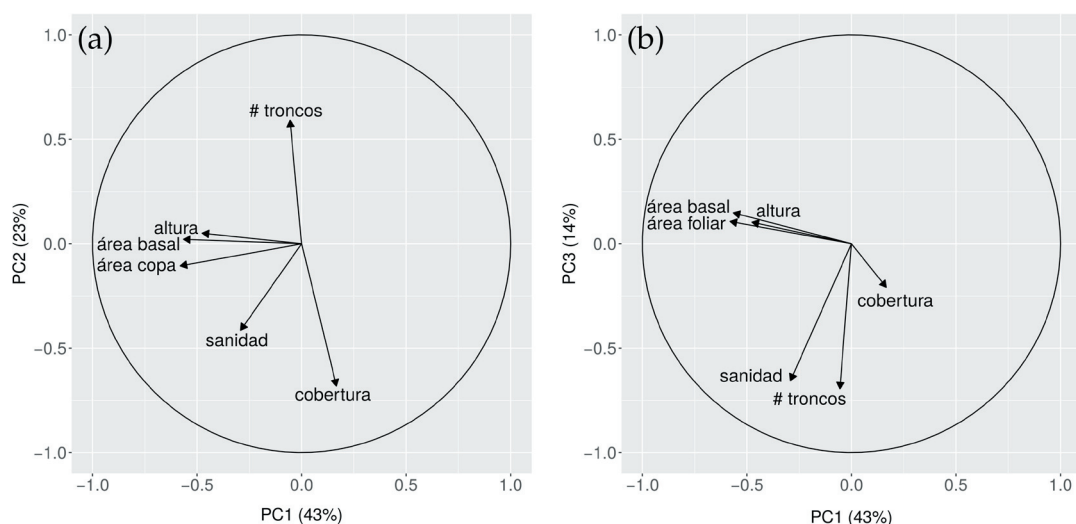 (a)
1.0
0.5
0.0
−0.5
−1.0
PC2 (23%)
# troncos
altura
área basal
área copa
sanidad
cobertura
−1.0
−0.5
0.0
0.5
1.0
PC1 (43%)
(b)
1.0
0.5
0.0
−0.5
−1.0
PC3 (14%)
área basal
altura
área foliar
cobertura
sanidad
# troncos
−1.0
−0.5
0.0
0.5
1.0
PC1 (43%)